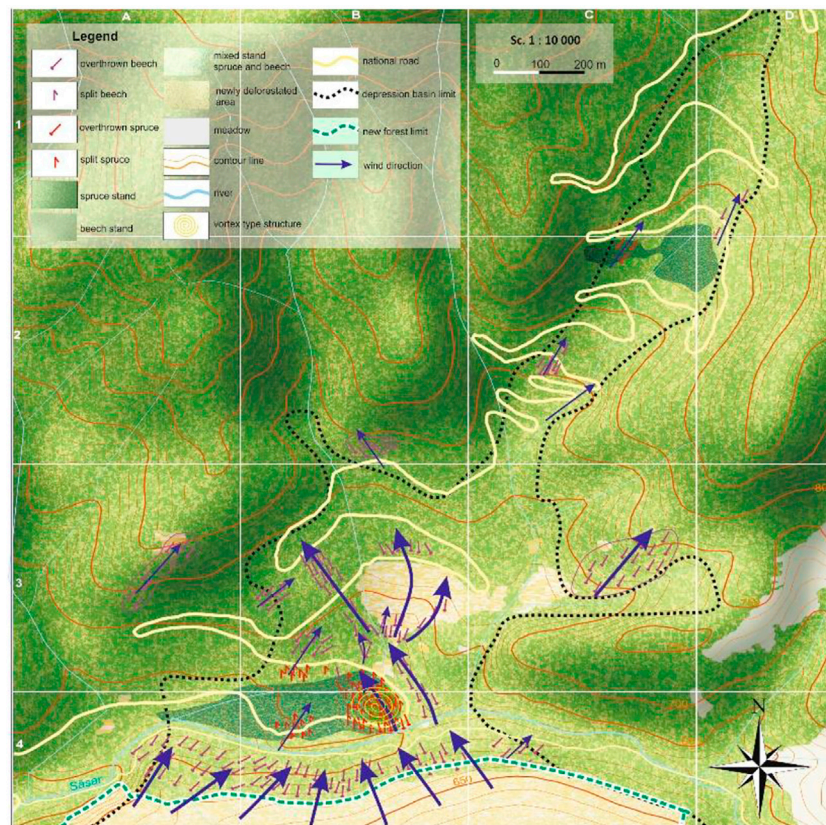 A B C D
Legend
overthrown beech
split beech
overthrown spruce
split spruce
spruce stand
beech stand
mixed stand
spruce and beech
newly deforestated
area
meadow
contour line
river
vortex type structure
national road
depression basin limit
new forest limit
wind direction
Sc. 1 : 10 000
0 100 200 m
1
2
3
4
Săsar
650
N